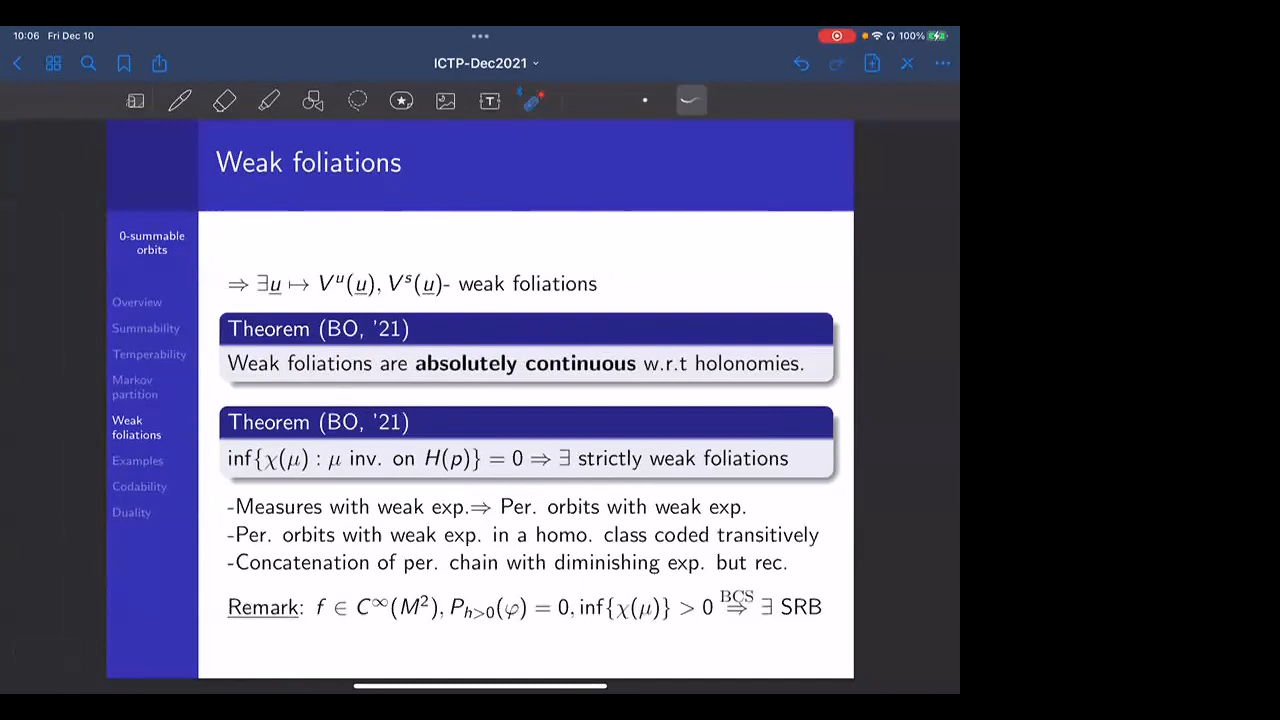 10:06 Fri Dec 10
100%
ICTP-Dec2021
T
Weak foliations
0-summable
orbits
Overview
Summability
Temperability
Markov
partition
Weak
foliations
Examples
Codability
Duality
⇒ ∃u ↦ Vᵘ(u), Vˢ(u)- weak foliations
Theorem (BO, '21)
Weak foliations are absolutely continuous w.r.t holonomies.
Theorem (BO, '21)
inf{χ(μ) : μ inv. on H(p)} = 0 ⇒ ∃ strictly weak foliations
-Measures with weak exp.⇒ Per. orbits with weak exp.
-Per. orbits with weak exp. in a homo. class coded transitively
-Concatenation of per. chain with diminishing exp. but rec.
Remark: f ∈ C^∞(M²), P_{h>0}(φ) = 0, inf{χ(μ)} > 0 BCS ⇒ ∃ SRB